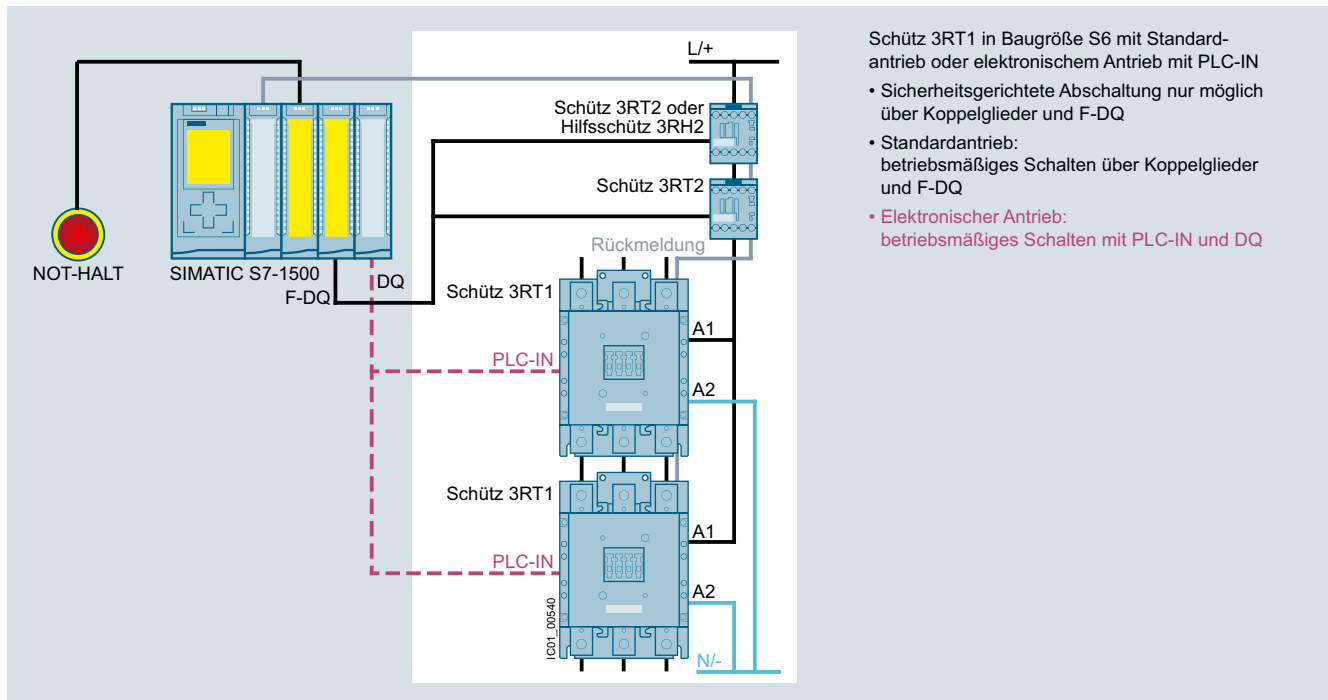 L/+
Schütz 3RT2 oder
Hilfsschütz 3RH2
Schütz 3RT2
Rückmeldung
NOT-HALT
SIMATIC S7-1500
F-DQ
DQ
Schütz 3RT1
A1
PLC-IN
A2
Schütz 3RT1
A1
PLC-IN
A2
IC01_00540
N/-
Schütz 3RT1 in Baugröße S6 mit Standard-
antrieb oder elektronischem Antrieb mit PLC-IN
• Sicherheitsgerichtete Abschaltung nur möglich
über Koppelglieder und F-DQ
• Standardantrieb:
betriebsmäßiges Schalten über Koppelglieder
und F-DQ
• Elektronischer Antrieb:
betriebsmäßiges Schalten mit PLC-IN und DQ